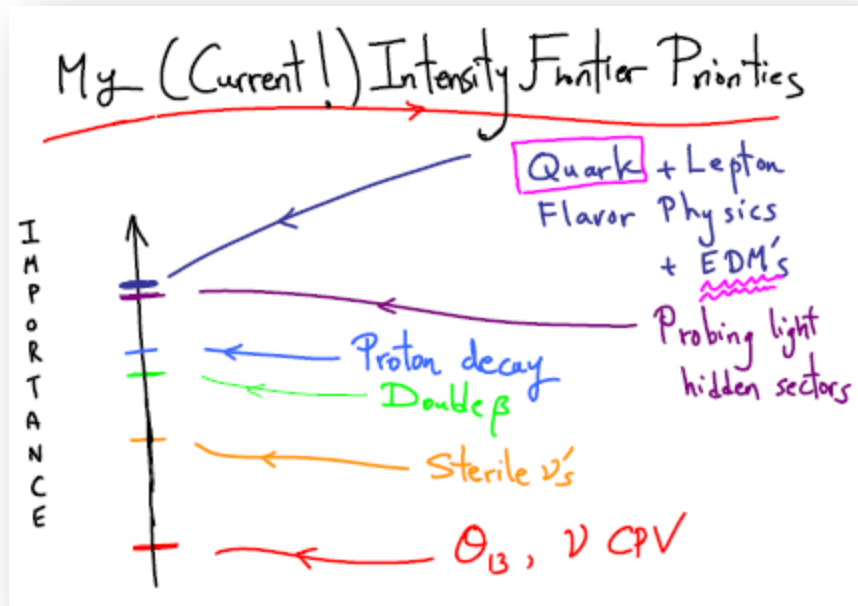 My (Current!) Intensity Frontier Priorities
Quark + Lepton
Flavor Physics
+ EDM's
IMPORTANCE
Probing light
hidden sectors
Proton decay
Double β
Sterile ν's
θ₁₃, ν CPV